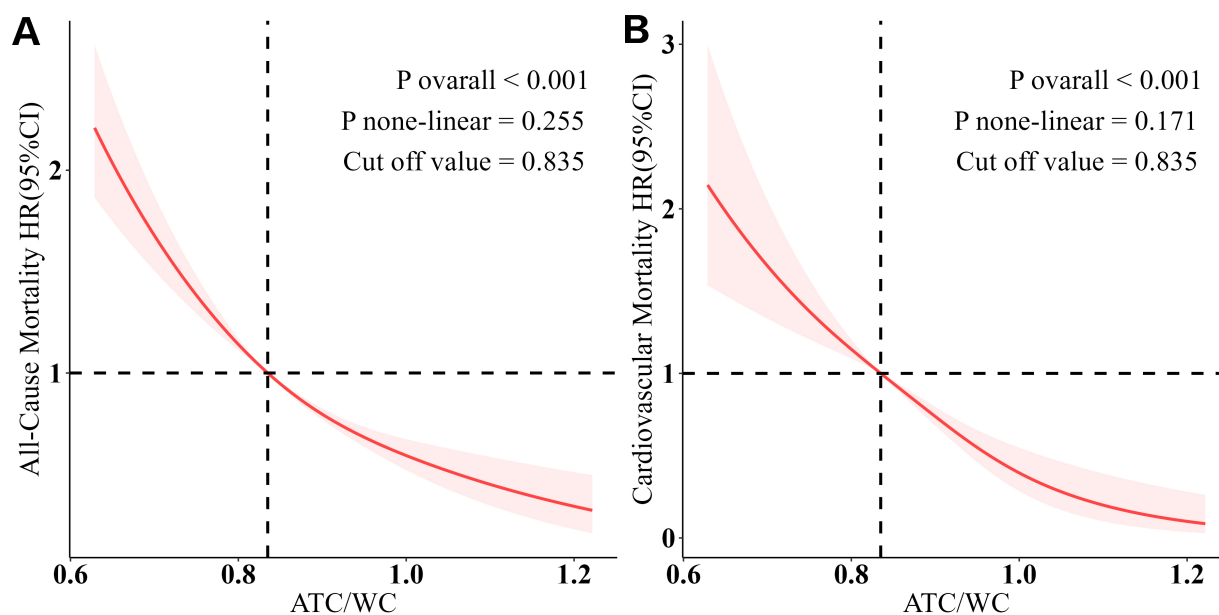 A
All-Cause Mortality HR(95%CI)
2
1
P ovarall < 0.001
P none-linear = 0.255
Cut off value = 0.835
0.6 0.8 1.0 1.2
ATC/WC
B
Cardiovascular Mortality HR(95%CI)
3
2
1
0
P ovarall < 0.001
P none-linear = 0.171
Cut off value = 0.835
0.6 0.8 1.0 1.2
ATC/WC